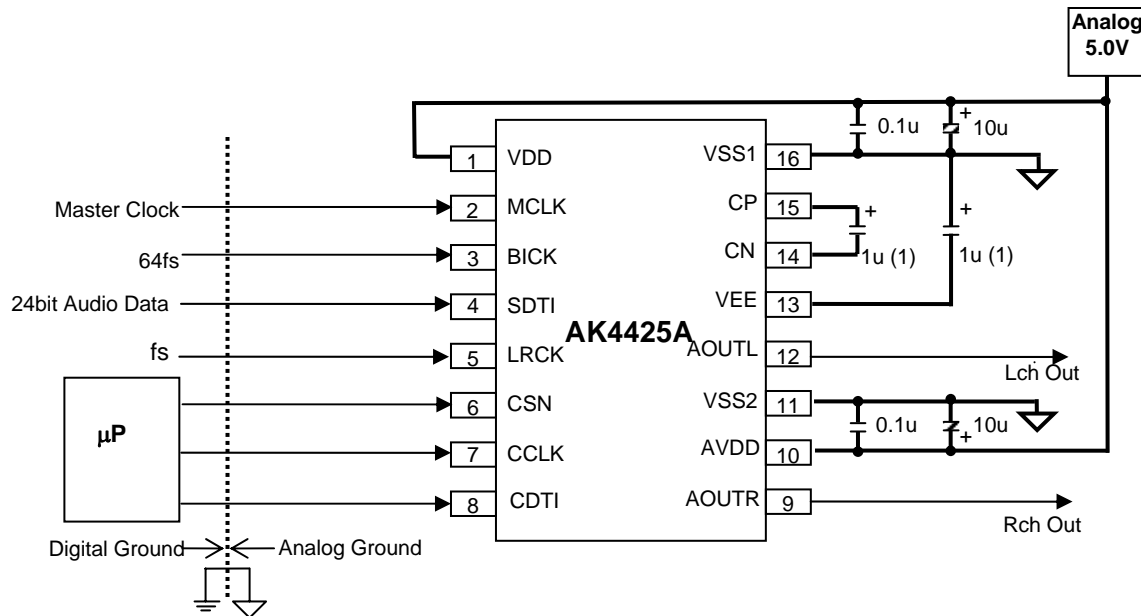 Analog
5.0V
0.1u
+
10u
1
VDD
VSS1
16
Master Clock
2
MCLK
CP
15
+
+
64fs
3
BICK
CN
14
1u (1)
1u (1)
24bit Audio Data
4
SDTI
VEE
13
AK4425A
fs
5
LRCK
AOUTL
12
Lch Out
μP
6
CSN
VSS2
11
0.1u
10u
+
7
CCLK
AVDD
10
8
CDTI
AOUTR
9
Rch Out
Digital Ground
Analog Ground